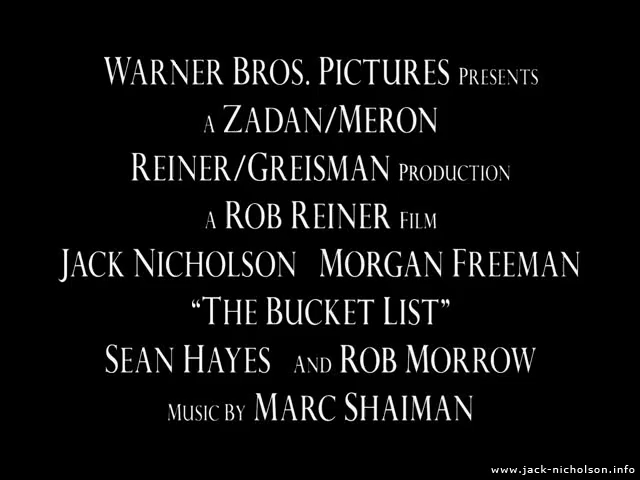 WARNER BROS. PICTURES PRESENTS
A ZADAN/MERON
REINER/GREISMAN PRODUCTION
A ROB REINER FILM
JACK NICHOLSON MORGAN FREEMAN
“THE BUCKET LIST”
SEAN HAYES AND ROB MORROW
MUSIC BY MARC SHAIMAN
www.jack-nicholson.info